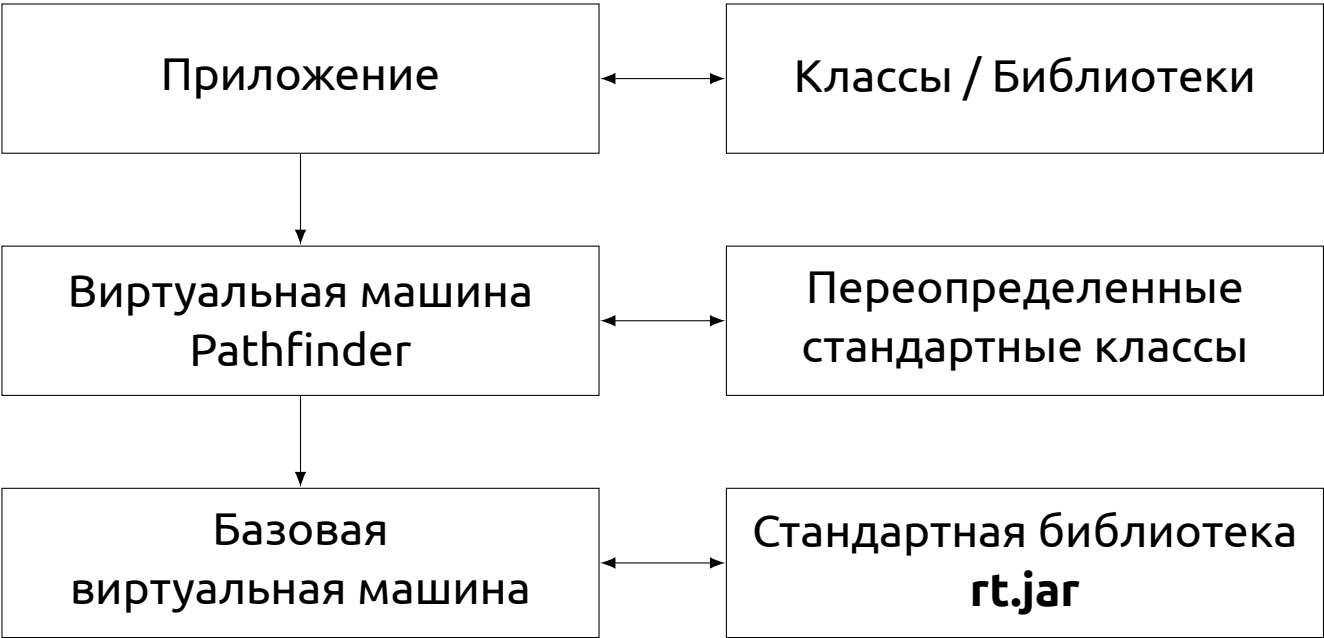 Приложение
Классы / Библиотеки
Виртуальная машина
Pathfinder
Переопределенные
стандартные классы
Базовая
виртуальная машина
Стандартная библиотека
rt.jar